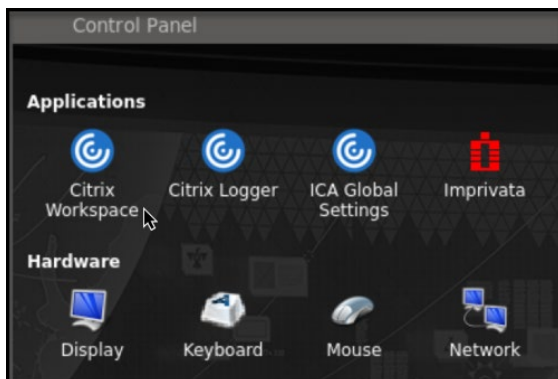 Control Panel
Applications
Citrix Workspace
Citrix Logger
ICA Global Settings
Imprivata
Hardware
Display
Keyboard
Mouse
Network